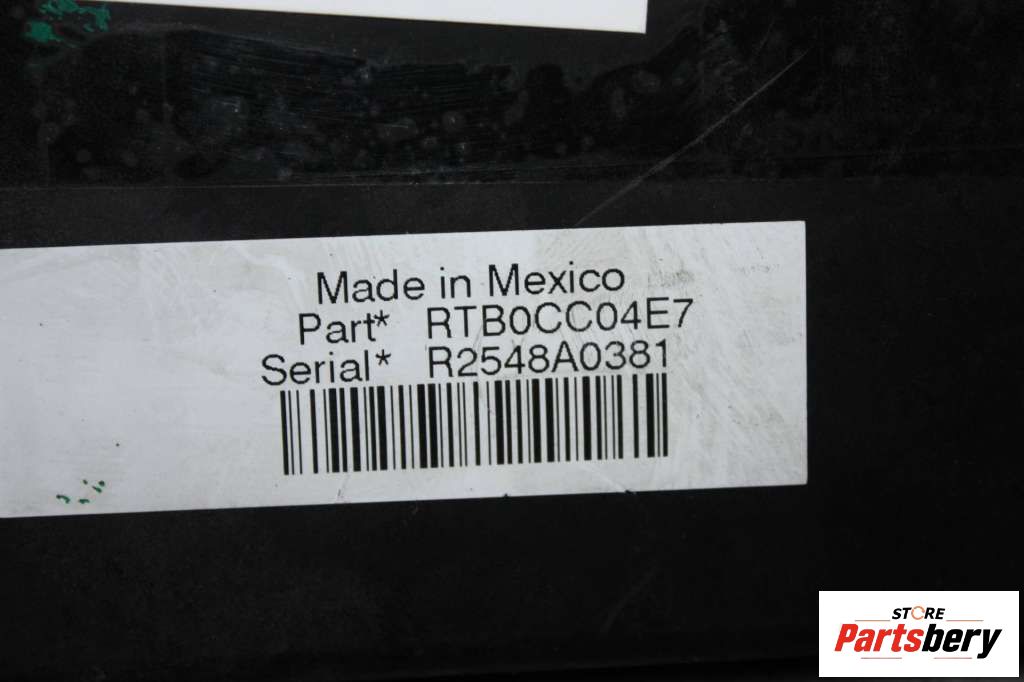 Made in Mexico
Part* RTB0CC04E7
Serial* R2548A0381
STORE
Partsbery